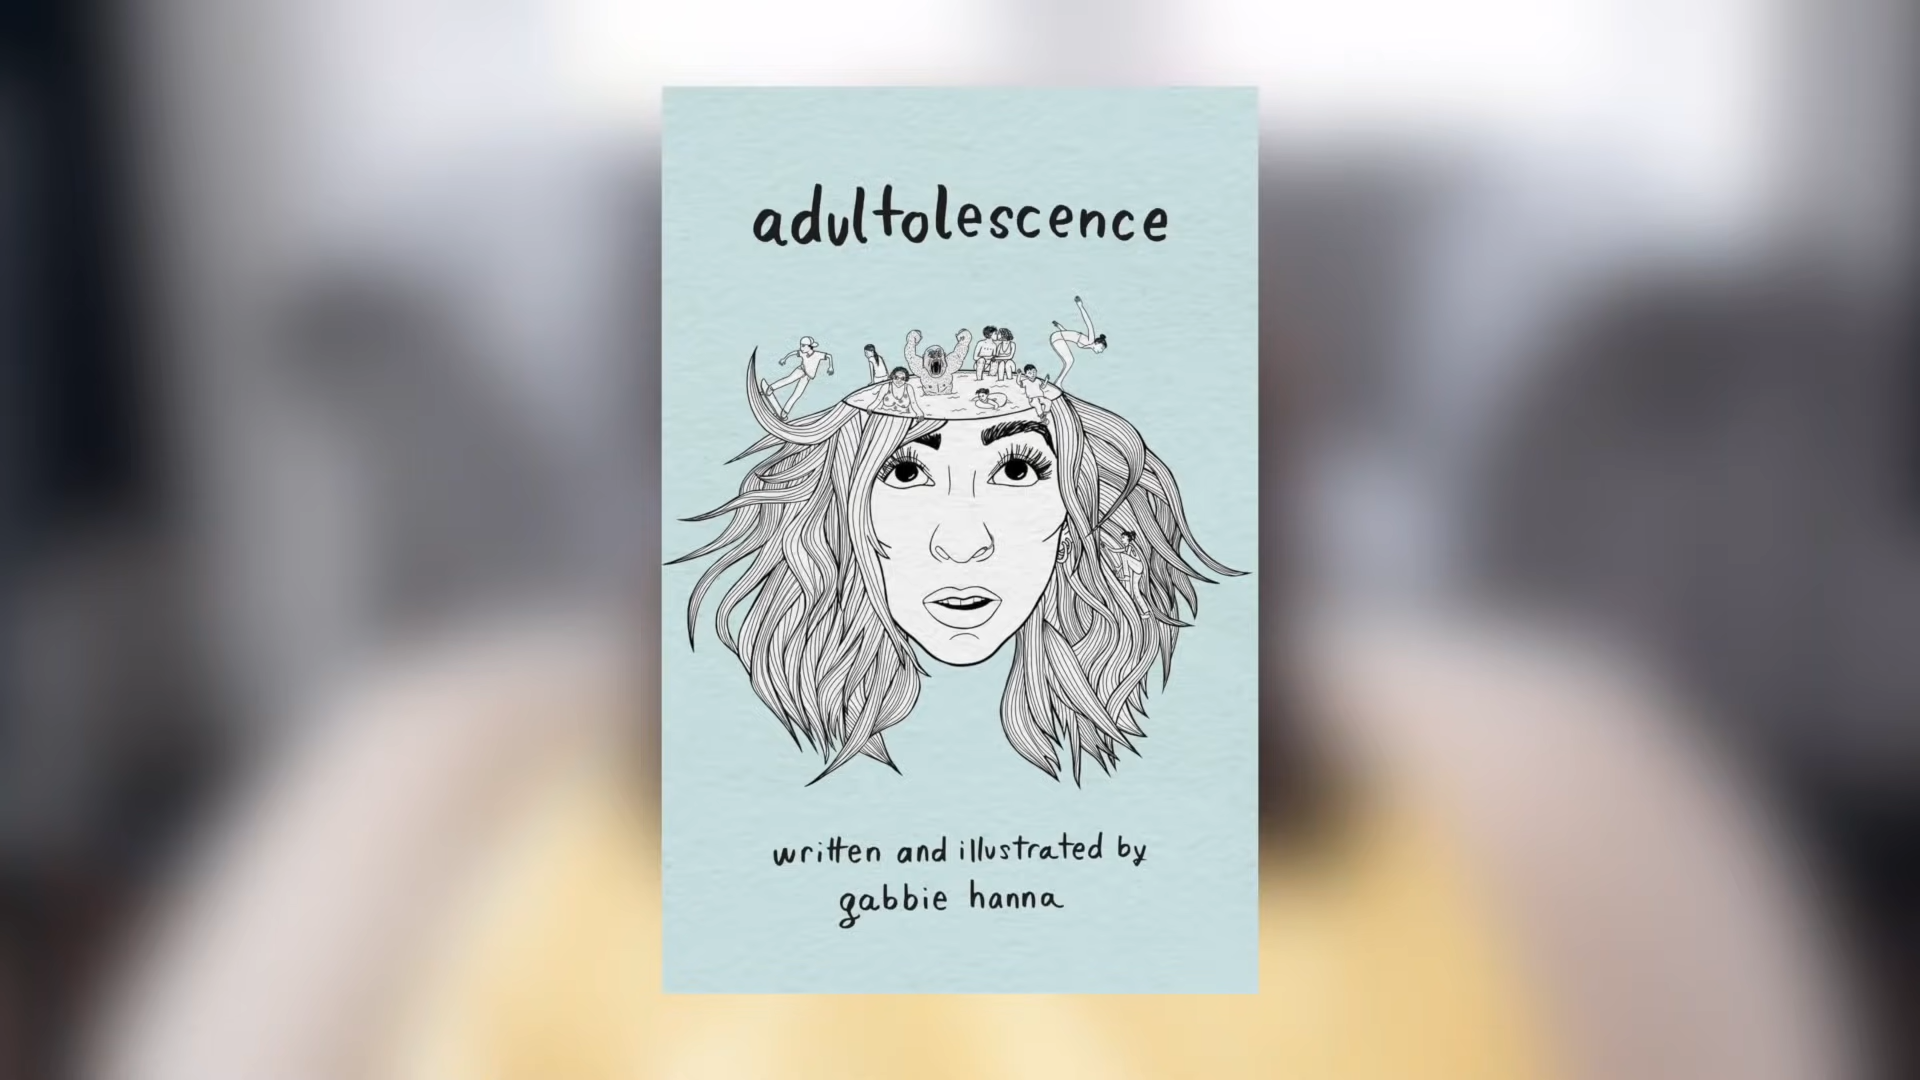 adultolescence
written and illustrated by
gabbie hanna